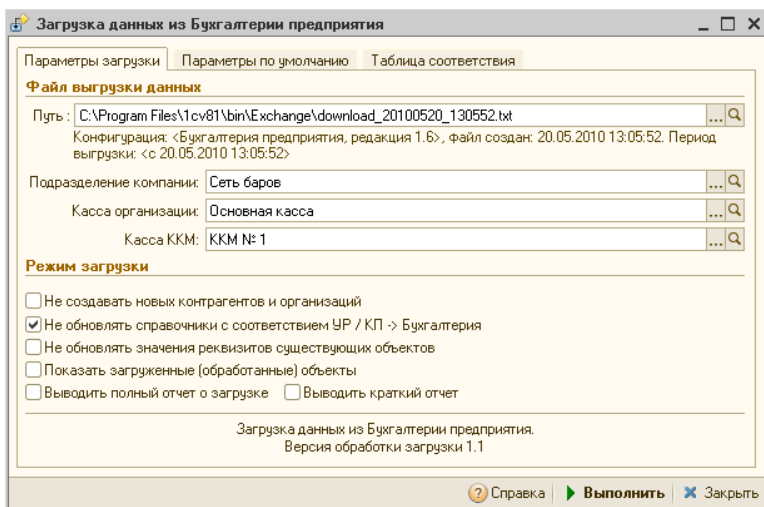 Загрузка данных из Бухгалтерии предприятия
Параметры загрузки Параметры по умолчанию Таблица соответствия
Файл выгрузки данных
Путь : C:\Program Files\1cv81\bin\Exchange\download_20100520_130552.txt ...
Конфигурация: <Бухгалтерия предприятия, редакция 1.6>, файл создан: 20.05.2010 13:05:52. Период
выгрузки: <с 20.05.2010 13:05:52>
Подразделение компании: Сеть баров ...
Касса организации: Основная касса ...
Касса ККМ: ККМ № 1 ...
Режим загрузки
Не создавать новых контрагентов и организаций
Не обновлять справочники с соответствием УР / КП -> Бухгалтерия
Не обновлять значения реквизитов существующих объектов
Показать загруженные (обработанные) объекты
Выводить полный отчет о загрузке Выводить краткий отчет
Загрузка данных из Бухгалтерии предприятия.
Версия обработки загрузки 1.1
? Справка Выполнить Закрыть